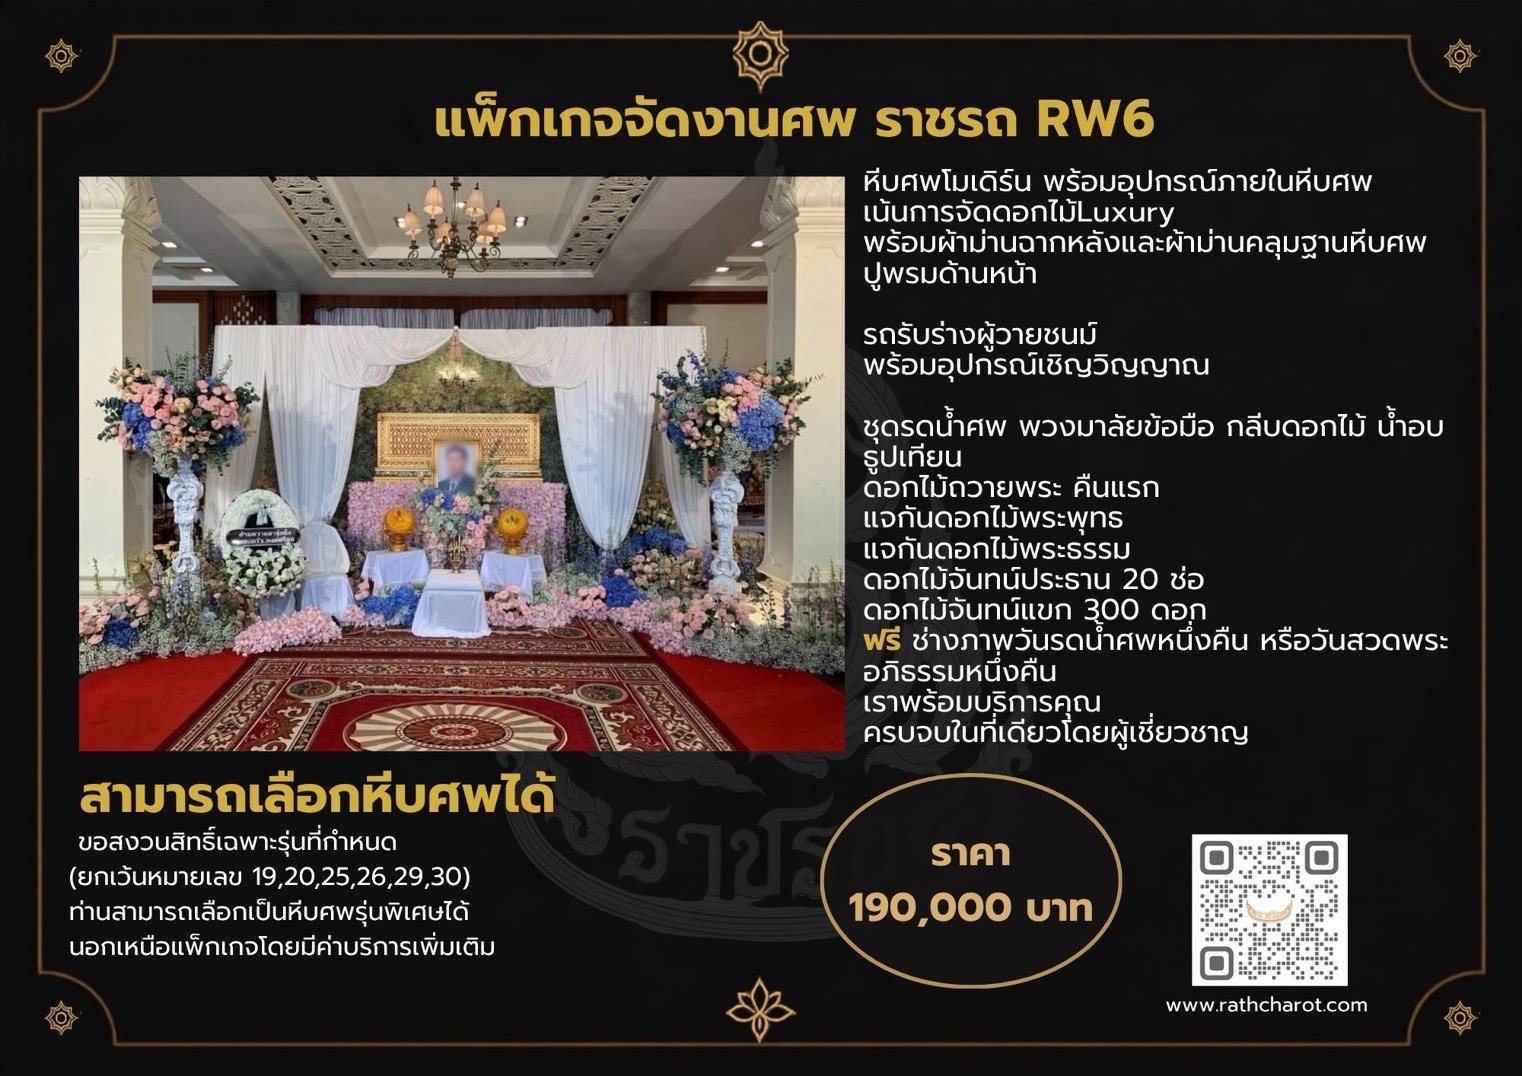 แพ็กเกจจัดงานศพ ราชรถ RW6
หีบศพโมเดิร์น พร้อมอุปกรณ์ภายในหีบศพ
เน้นการจัดดอกไม้Luxury
พร้อมผ้าม่านฉากหลังและผ้าม่านคลุมฐานหีบศพ
ปูพรมด้านหน้า
รถรับร่างผู้วายชนม์
พร้อมอุปกรณ์เชิญวิญญาณ
ชุดรดน้ำศพ พวงมาลัยข้อมือ กลีบดอกไม้ น้ำอบ
ธูปเทียน
ดอกไม้ถวายพระ คืนแรก
แจกันดอกไม้พระพุทธ
แจกันดอกไม้พระธรรม
ดอกไม้จันทน์ประธาน 20 ช่อ
ดอกไม้จันทน์แขก 300 ดอก
ฟรี ช่างภาพวันรดน้ำศพหนึ่งคืน หรือวันสวดพระ
อภิธรรมหนึ่งคืน
เราพร้อมบริการคุณ
ครบจบในที่เดียวโดยผู้เชี่ยวชาญ
สามารถเลือกหีบศพได้
ขอสงวนสิทธิ์เฉพาะรุ่นที่กำหนด
(ยกเว้นหมายเลข 19,20,25,26,29,30)
ท่านสามารถเลือกเป็นหีบศพรุ่นพิเศษได้
นอกเหนือแพ็กเกจโดยมีค่าบริการเพิ่มเติม
ราชรถ
ราคา
190,000 บาท
www.rathcharot.com